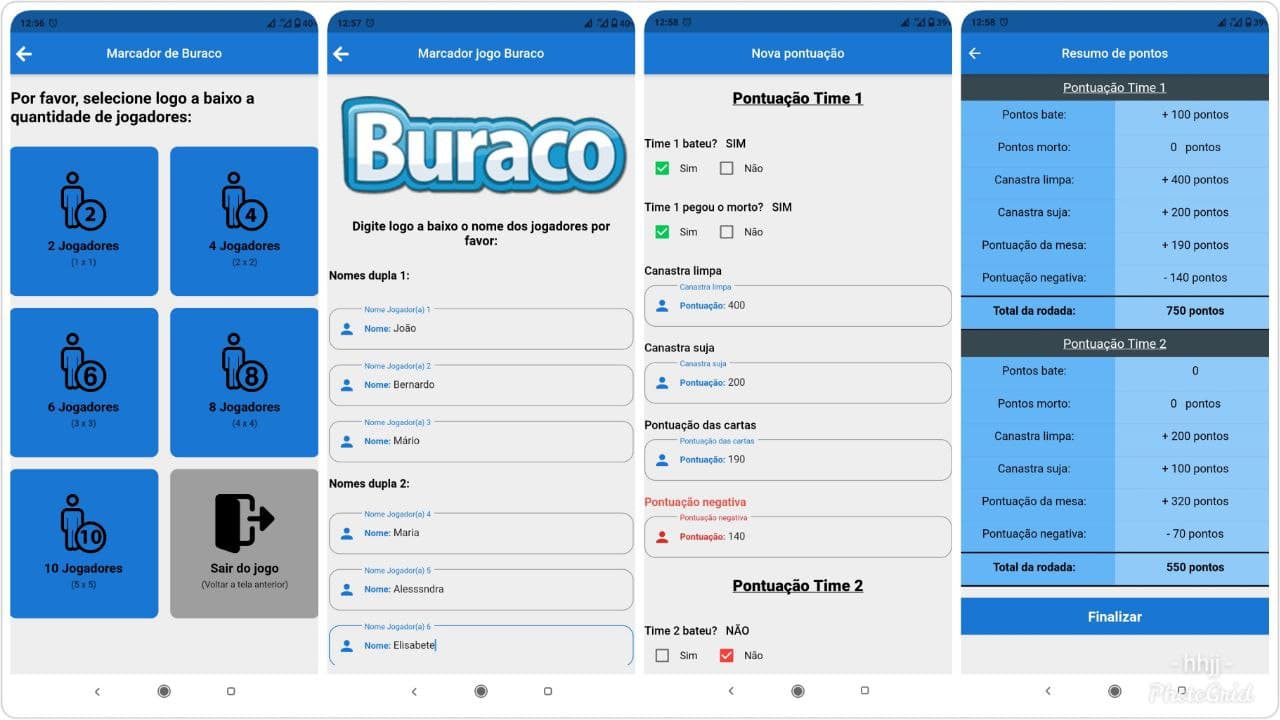 12:56
40%
Marcador de Buraco
Por favor, selecione logo a baixo a
quantidade de jogadores:
2
2 Jogadores
(1 x 1)
4
4 Jogadores
(2 x 2)
6
6 Jogadores
(3 x 3)
8
8 Jogadores
(4 x 4)
10
10 Jogadores
(5 x 5)
Sair do jogo
(Voltar a tela anterior)
12:57
40%
Marcador jogo Buraco
Buraco
Digite logo a baixo o nome dos jogadores por
favor:
Nomes dupla 1:
Nome Jogador(a) 1
Nome: João
Nome Jogador(a) 2
Nome: Bernardo
Nome Jogador(a) 3
Nome: Mário
Nomes dupla 2:
Nome Jogador(a) 4
Nome: Maria
Nome Jogador(a) 5
Nome: Alesssndra
Nome Jogador(a) 6
Nome: Elisabete
12:58
39%
Nova pontuação
Pontuação Time 1
Time 1 bateu? SIM
Sim Não
Time 1 pegou o morto? SIM
Sim Não
Canastra limpa
Canastra limpa
Pontuação: 400
Canastra suja
Canastra suja
Pontuação: 200
Pontuação das cartas
Pontuação das cartas
Pontuação: 190
Pontuação negativa
Pontuação negativa
Pontuação: 140
Pontuação Time 2
Time 2 bateu? NÃO
Sim Não
12:58
39%
Resumo de pontos
Pontuação Time 1
Pontos bate: + 100 pontos
Pontos morto: 0 pontos
Canastra limpa: + 400 pontos
Canastra suja: + 200 pontos
Pontuação da mesa: + 190 pontos
Pontuação negativa: - 140 pontos
Total da rodada: 750 pontos
Pontuação Time 2
Pontos bate: 0
Pontos morto: 0 pontos
Canastra limpa: + 200 pontos
Canastra suja: + 100 pontos
Pontuação da mesa: + 320 pontos
Pontuação negativa: - 70 pontos
Total da rodada: 550 pontos
Finalizar
- hhjj -
PhotoGrid